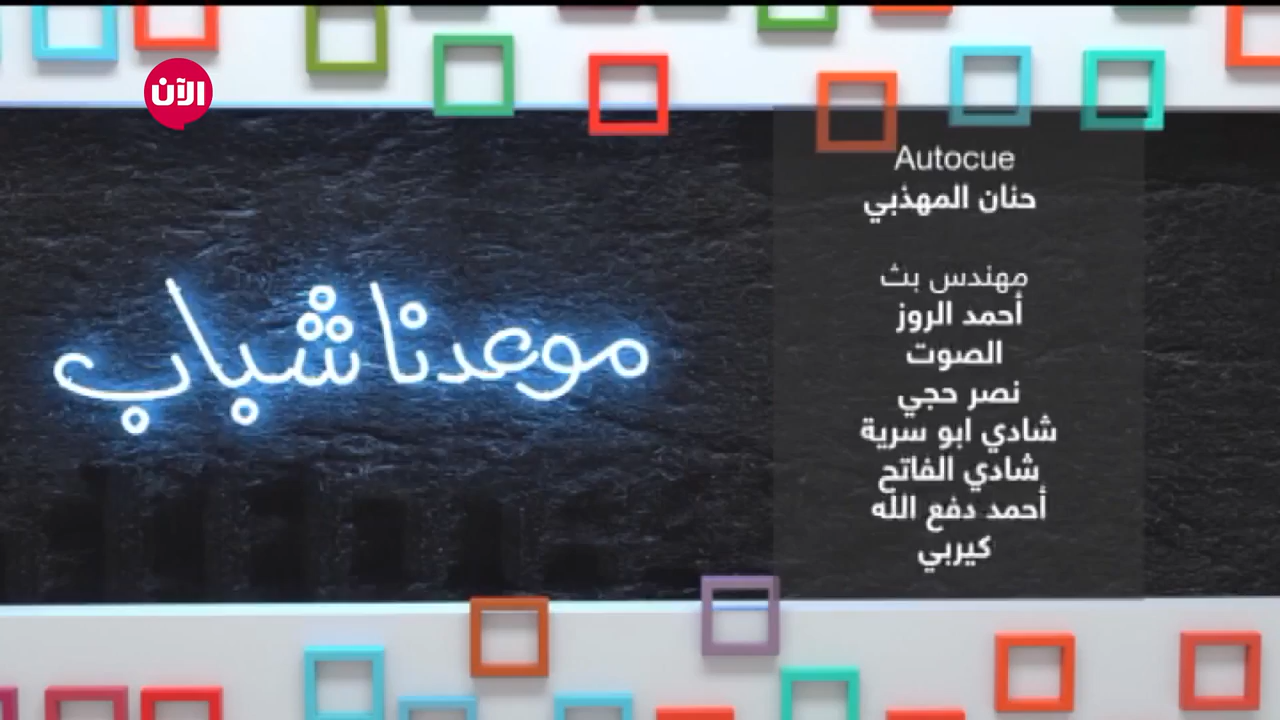 الآن
موعدنا شباب
Autocue
حنان المهذبي
مهندس بث
أحمد الروز
الصوت
نصر حجي
شادي ابو سرية
شادي الفاتح
أحمد دفع الله
كيربي